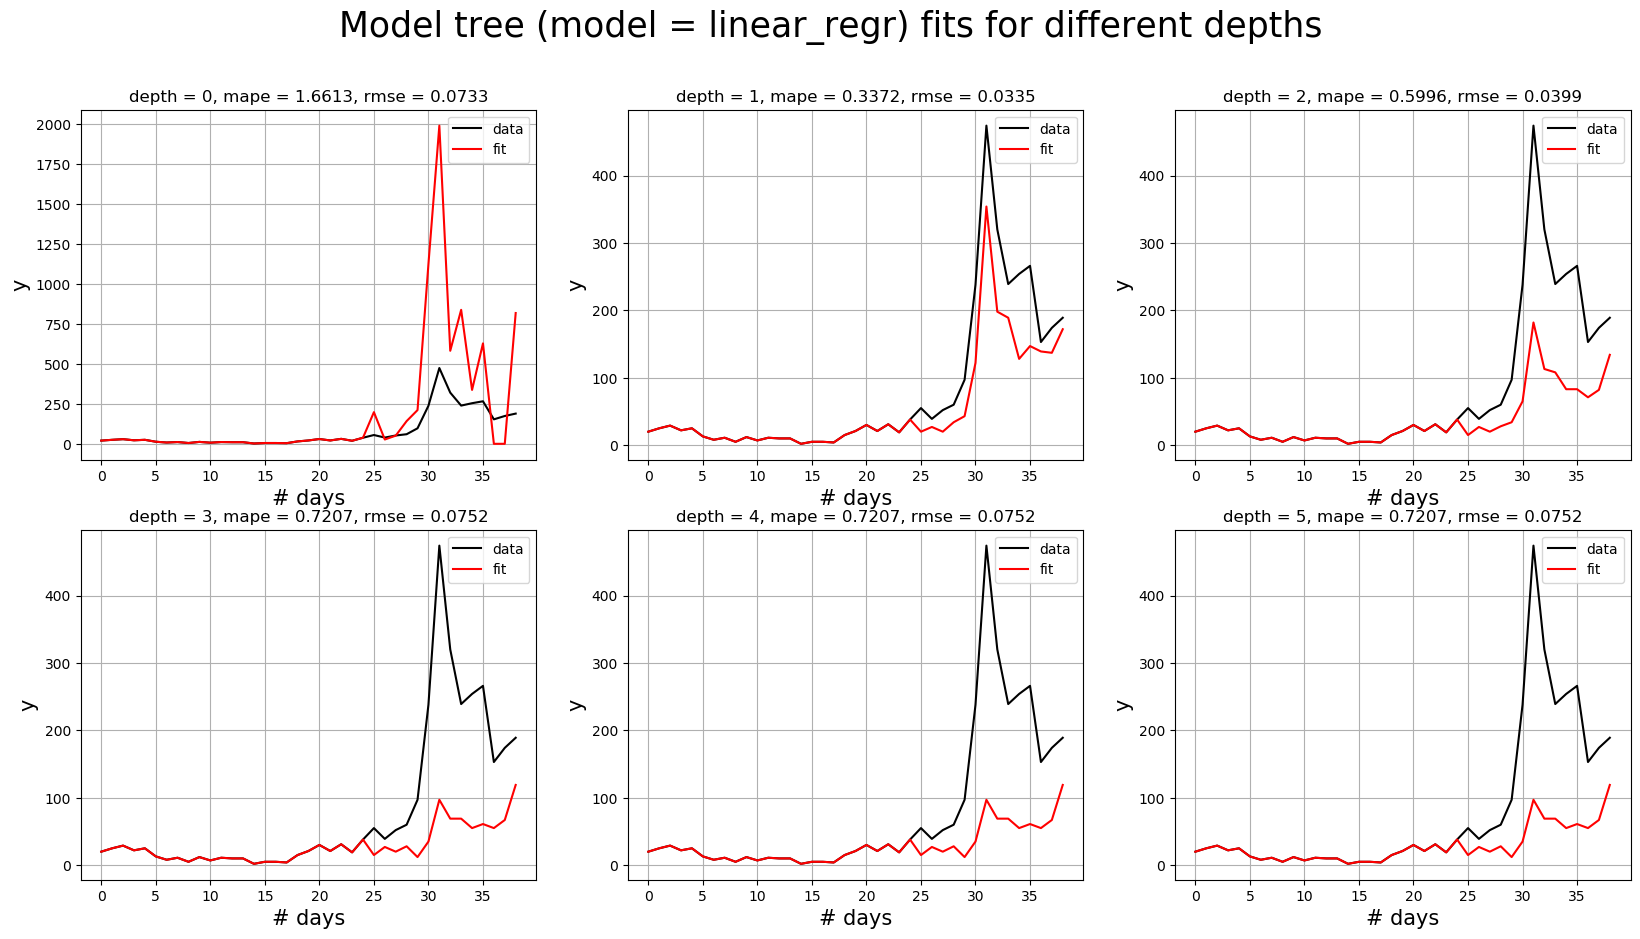 Model tree (model = linear_regr) fits for different depths
depth = 0, mape = 1.6613, rmse = 0.0733
2000
1750
1500
1250
1000
750
500
250
0
y
data
fit
0 5 10 15 20 25 30 35
# days
depth = 1, mape = 0.3372, rmse = 0.0335
400
300
200
100
0
y
data
fit
0 5 10 15 20 25 30 35
# days
depth = 2, mape = 0.5996, rmse = 0.0399
400
300
200
100
0
y
data
fit
0 5 10 15 20 25 30 35
# days
depth = 3, mape = 0.7207, rmse = 0.0752
400
300
200
100
0
y
data
fit
0 5 10 15 20 25 30 35
# days
depth = 4, mape = 0.7207, rmse = 0.0752
400
300
200
100
0
y
data
fit
0 5 10 15 20 25 30 35
# days
depth = 5, mape = 0.7207, rmse = 0.0752
400
300
200
100
0
y
data
fit
0 5 10 15 20 25 30 35
# days